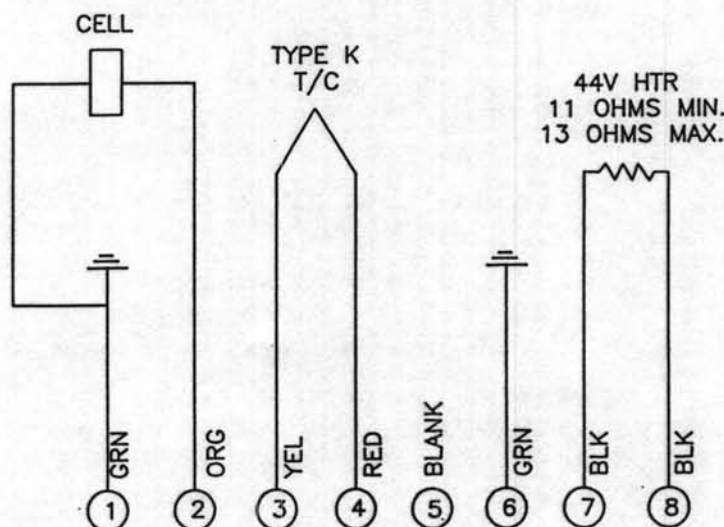 CELL
TYPE K
T/C
44V HTR
11 OHMS MIN.
13 OHMS MAX.
GRN
ORG
YEL
RED
BLANK
GRN
BLK
BLK
1
2
3
4
5
6
7
8